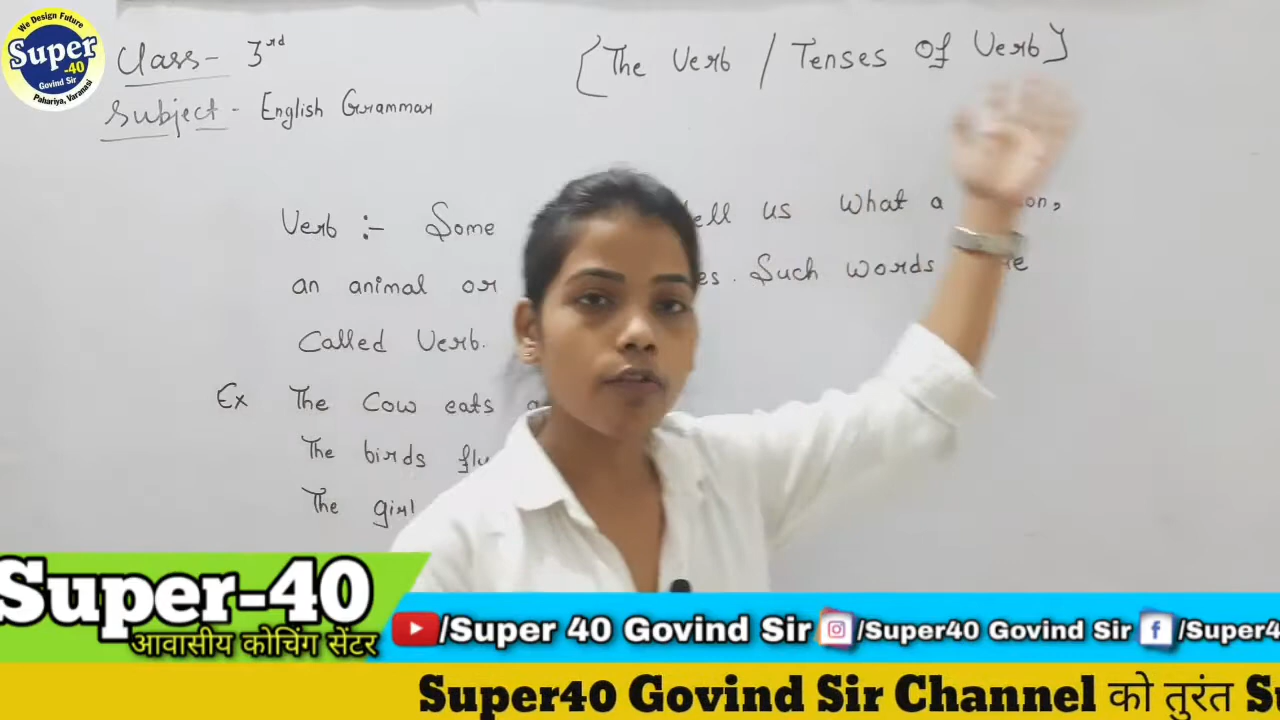 We Design Future
Super
-40
Govind Sir
Pahariya, Varanasi
Class- 3rd
Subject - English Grammar
[The Verb / Tenses Of Verb]
Verb :- Some tell us what a
an animal or Such words
Called Verb.
Ex The Cow eats
The birds
The girl
Super-40
आवासीय कोचिंग सेंटर
/Super 40 Govind Sir /Super40 Govind Sir /Super4
Super40 Govind Sir Channel को तुरंत